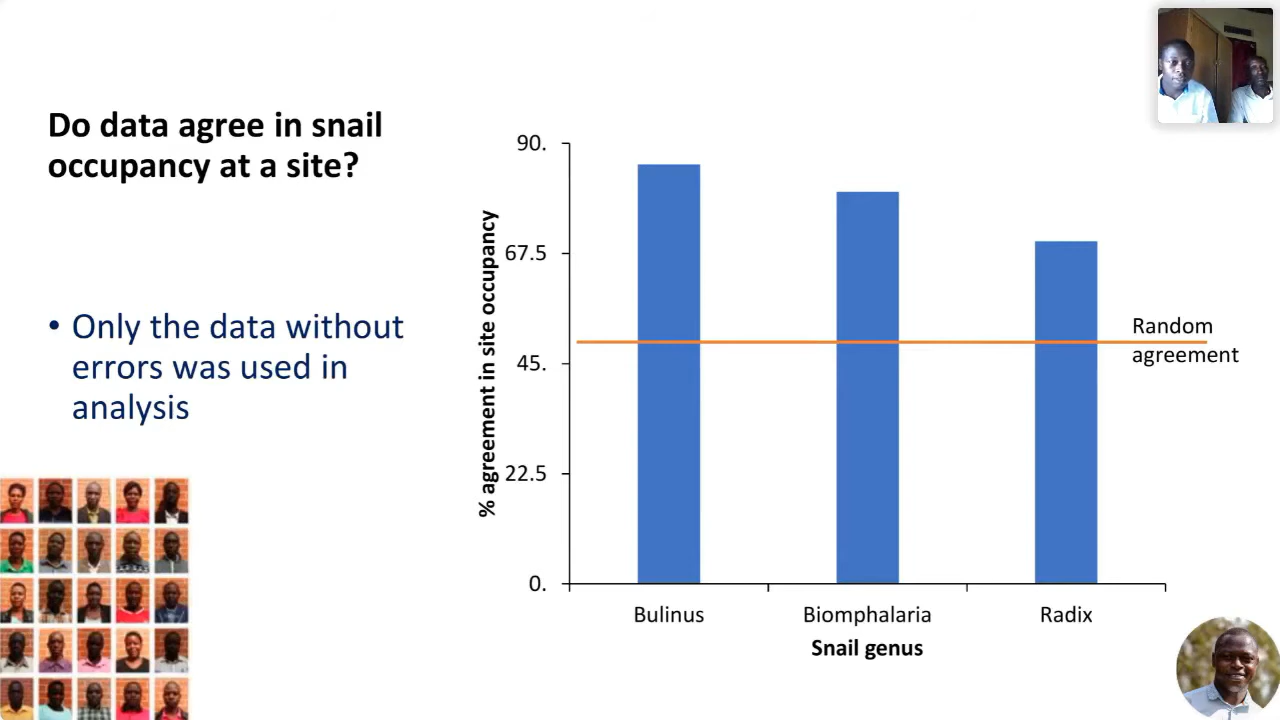 Do data agree in snail
occupancy at a site?
• Only the data without
errors was used in
analysis
% agreement in site occupancy
90.
67.5
45.
22.5
0.
Random
agreement
Bulinus
Biomphalaria
Radix
Snail genus